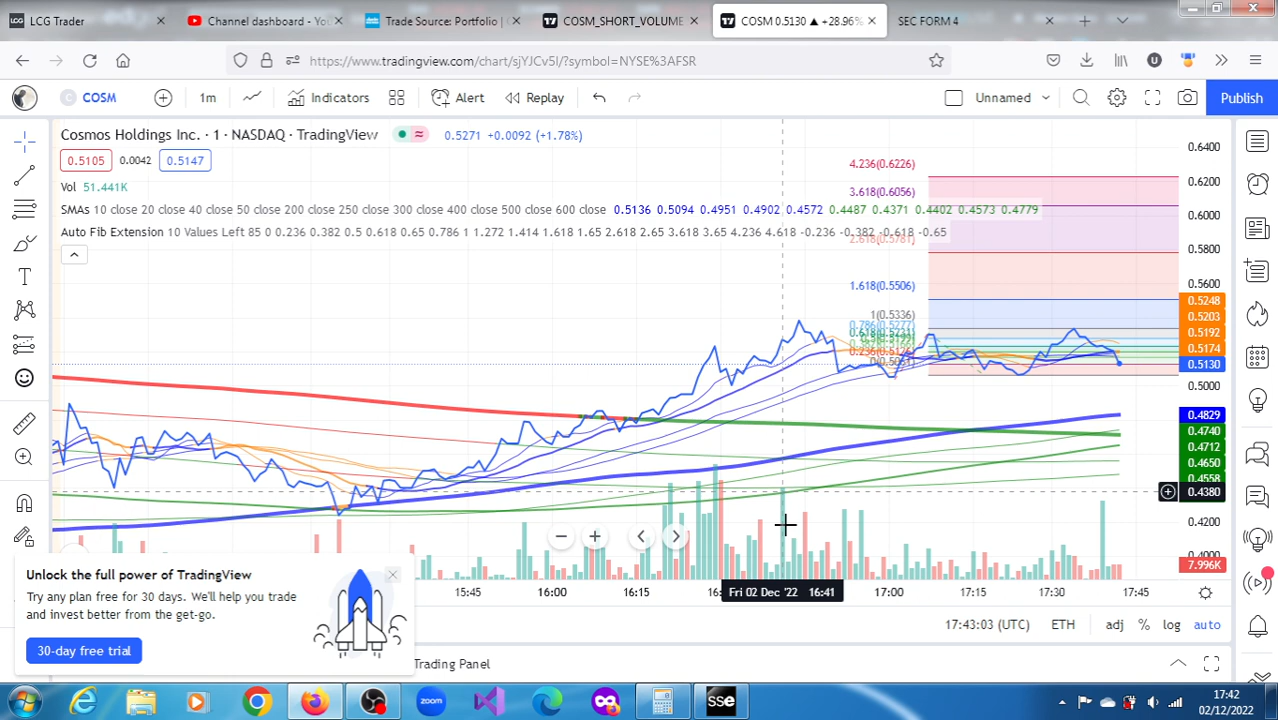 LCG Trader
Channel dashboard - You
Trade Source: Portfolio |
COSM_SHORT_VOLUME
COSM 0.5130 ▲ +28.96%
SEC FORM 4
https://www.tradingview.com/chart/sjYJCv5I/?symbol=NYSE%3AFSR
COSM
1m
Indicators
Alert
Replay
Unnamed
Publish
Cosmos Holdings Inc. · 1 · NASDAQ · TradingView
0.5271 +0.0092 (+1.78%)
0.5105
0.0042
0.5147
Vol 51.441K
SMAs 10 close 20 close 40 close 50 close 200 close 250 close 300 close 400 close 500 close 600 close 0.5136 0.5094 0.4951 0.4902 0.4572 0.4487 0.4371 0.4402 0.4573 0.4779
Auto Fib Extension 10 Values Left 85 0 0.236 0.382 0.5 0.618 0.65 0.786 1 1.272 1.414 1.618 1.65 2.618 2.65 3.618 3.65 4.236 4.618 -0.236 -0.382 -0.618 -0.65
4.236(0.6226)
3.618(0.6056)
2.618(0.5781)
1.618(0.5506)
1(0.5336)
0.786(0.5277)
0.6400
0.6200
0.6000
0.5800
0.5600
0.5248
0.5203
0.5192
0.5174
0.5130
0.5000
0.4829
0.4740
0.4712
0.4650
0.4558
0.4380
0.4200
0.4000
7.996K
Unlock the full power of TradingView
Try any plan free for 30 days. We'll help you trade
and invest better from the get-go.
30-day free trial
15:45
16:00
16:15
Fri 02 Dec '22 16:41
17:00
17:15
17:30
17:45
17:43:03 (UTC)
ETH
adj
%
log
auto
Trading Panel
zoom
SSE
17:42
02/12/2022